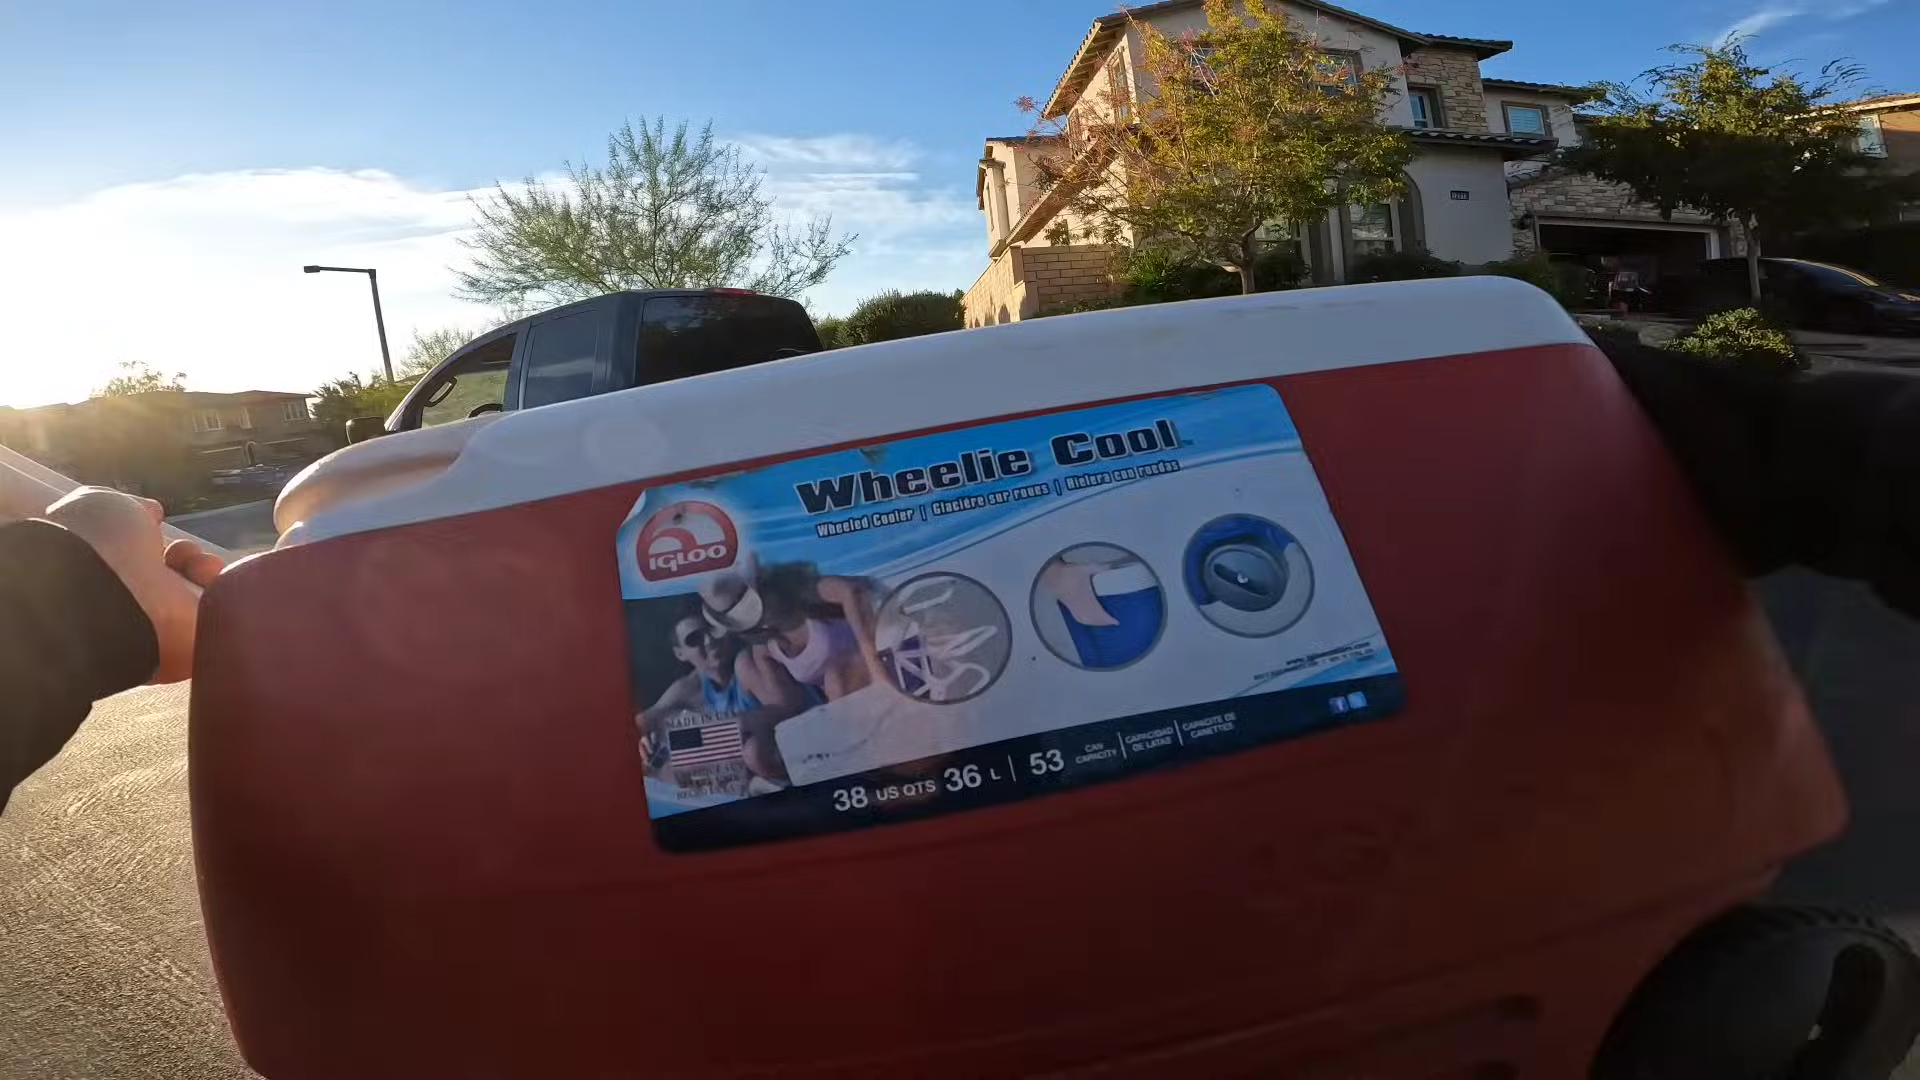 Wheelie Cool
Wheeled Cooler | Glacière sur roues | Hielera con ruedas
IGLOO
MADE IN USA
38 US QTS 36 L | 53 CAN CAPACITY | CAPACIDAD DE LATAS | CAPACITÉ DE CANETTES